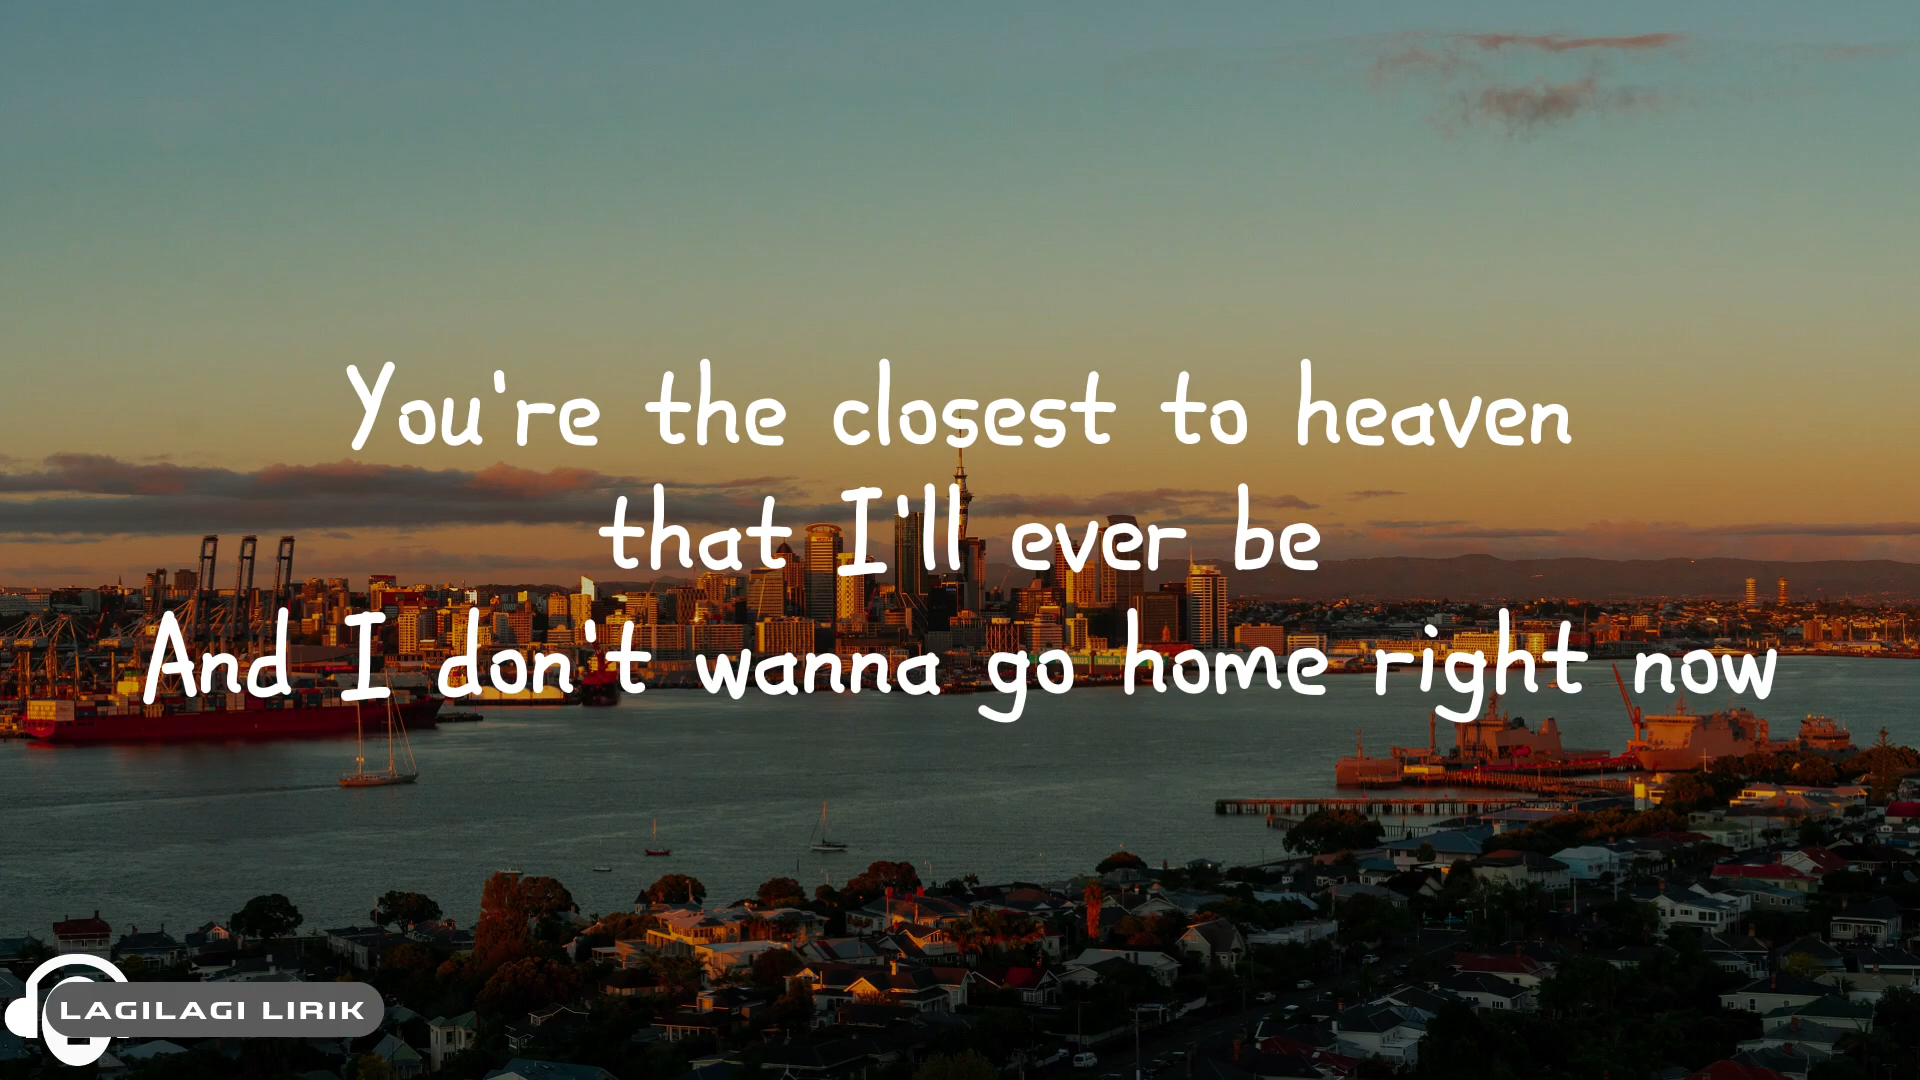 You're the closest to heaven
that I'll ever be
And I don't wanna go home right now
LAGILAGI LIRIK